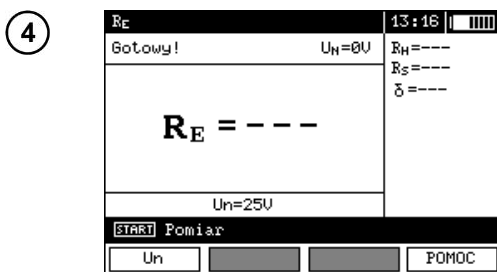 4
RE 13:16
Gotowy! UN=0V RH=---
RS=---
δ=---
RE = ---
Un=25V
START Pomiar
Un POMOC